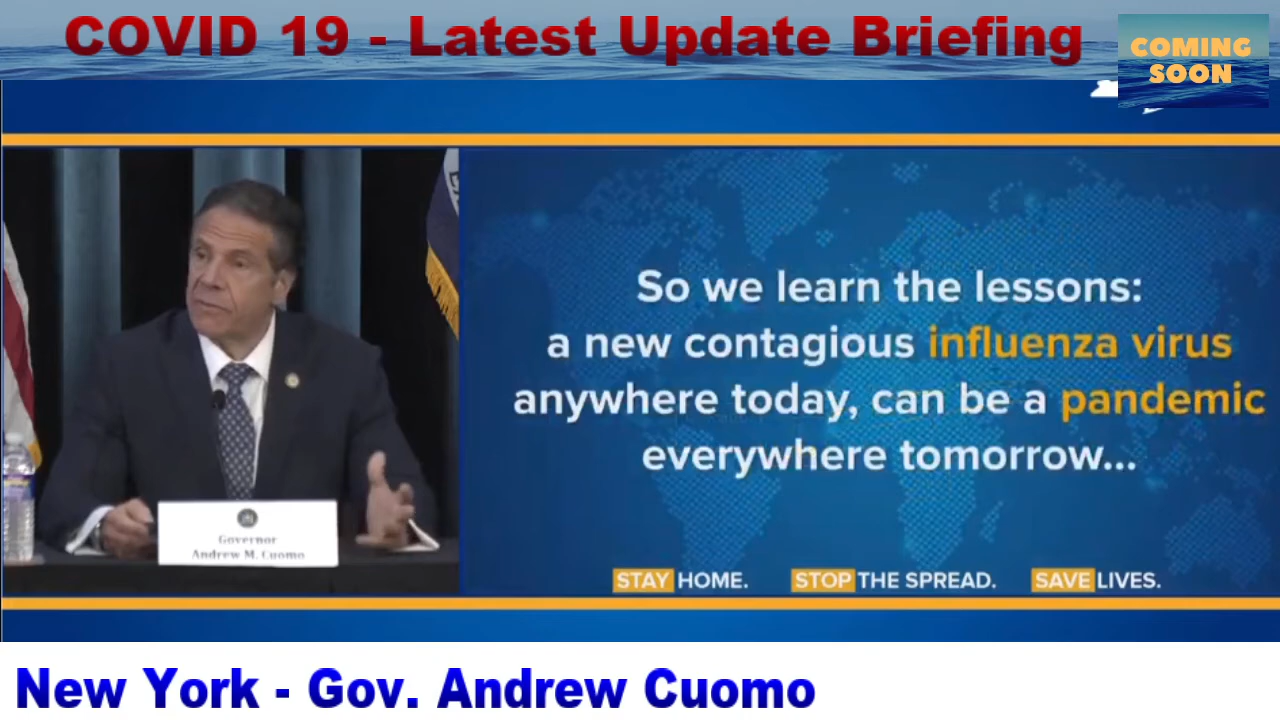 COVID 19 - Latest Update Briefing
COMING
SOON
So we learn the lessons:
a new contagious influenza virus
anywhere today, can be a pandemic
everywhere tomorrow...
Governor
Andrew M. Cuomo
STAY HOME. STOP THE SPREAD. SAVE LIVES.
New York - Gov. Andrew Cuomo